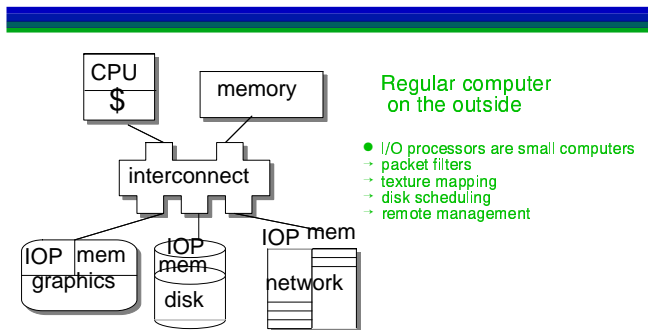 CPU
$
memory
interconnect
IOP mem
graphics
IOP
mem
disk
IOP mem
network
Regular computer
on the outside
● I/O processors are small computers
→ packet filters
→ texture mapping
→ disk scheduling
→ remote management